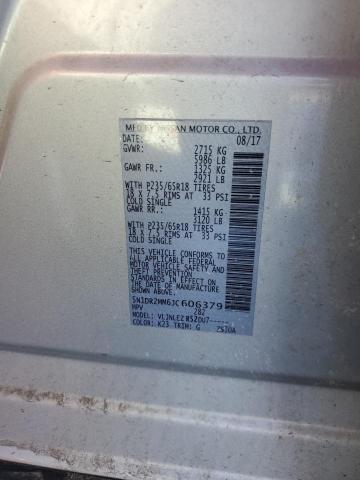 MFD BY NISSAN MOTOR CO., LTD.
DATE: 08/17
GVWR: 2715 KG
5986 LB
GAWR FR.: 1325 KG
2921 LB
WITH P235/65R18 TIRES
18 X 7.5 RIMS AT 33 PSI
COLD SINGLE
GAWR RR.: 1415 KG
3120 LB
WITH P235/65R18 TIRES
18 X 7.5 RIMS AT 33 PSI
COLD SINGLE
THIS VEHICLE CONFORMS TO
ALL APPLICABLE FEDERAL
MOTOR VEHICLE SAFETY AND
THEFT PREVENTION
STANDARDS IN EFFECT ON
THE DATE OF MANUFACTURE
SHOWN ABOVE.
5N1DR2MM6JC606379
MPV 282
MODEL: VLJNLEZ R52DU7-----
COLOR: K23 TRIM: G Z510A